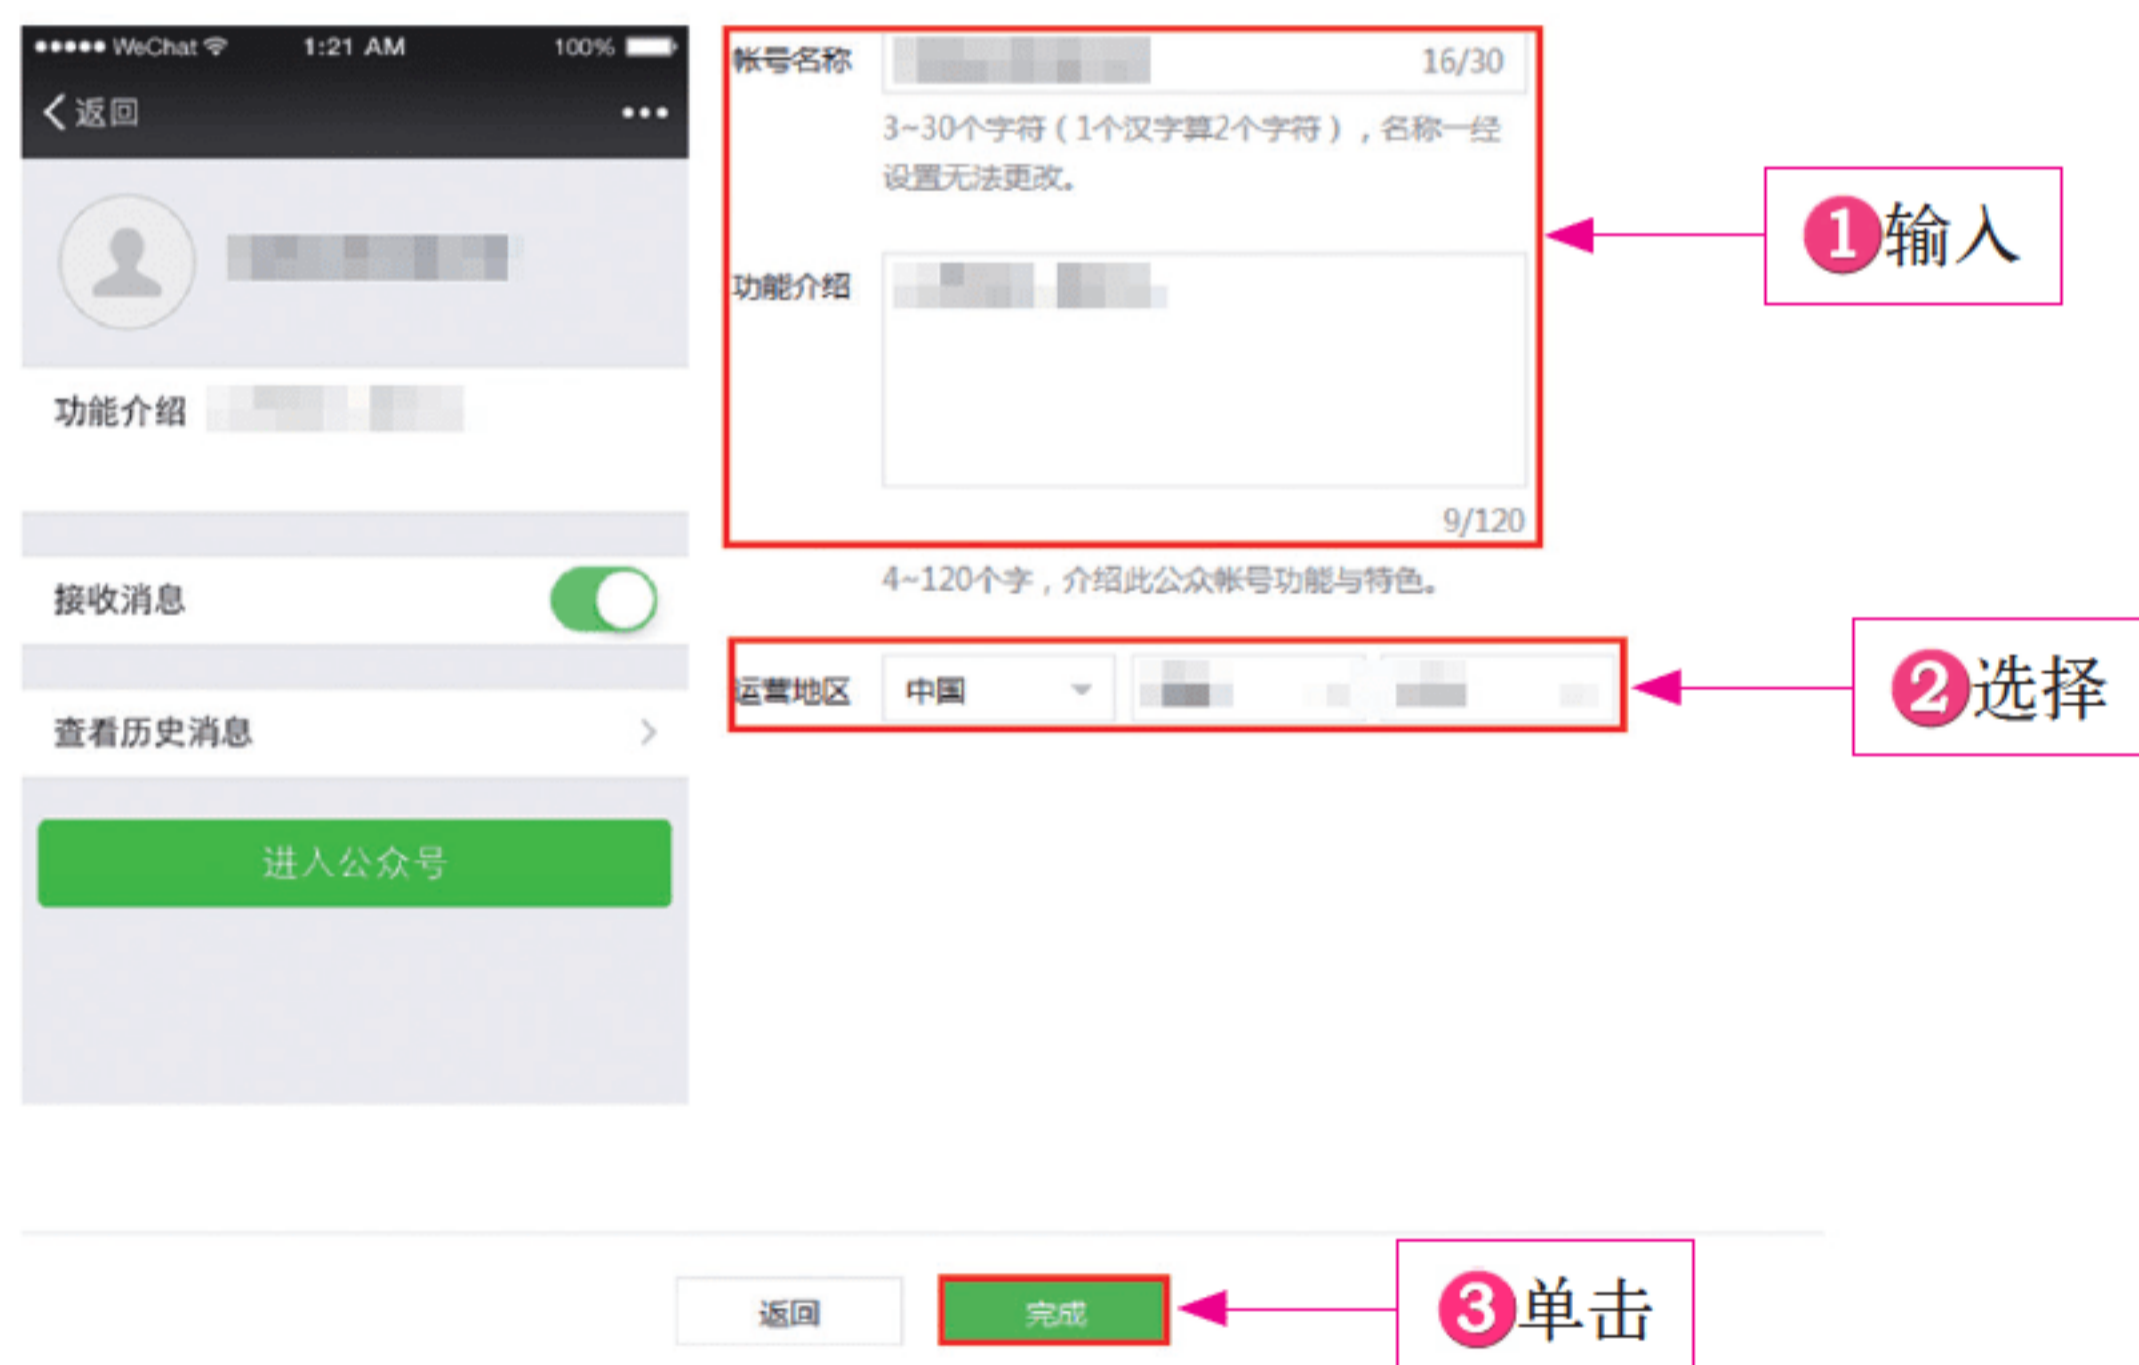 WeChat 1:21 AM 100%
返回
功能介绍
接收消息
查看历史消息
进入公众号
帐号名称 16/30
3~30个字符（1个汉字算2个字符），名称一经
设置无法更改。
功能介绍
9/120
4~120个字，介绍此公众帐号功能与特色。
运营地区 中国
1输入
2选择
返回 完成
3单击